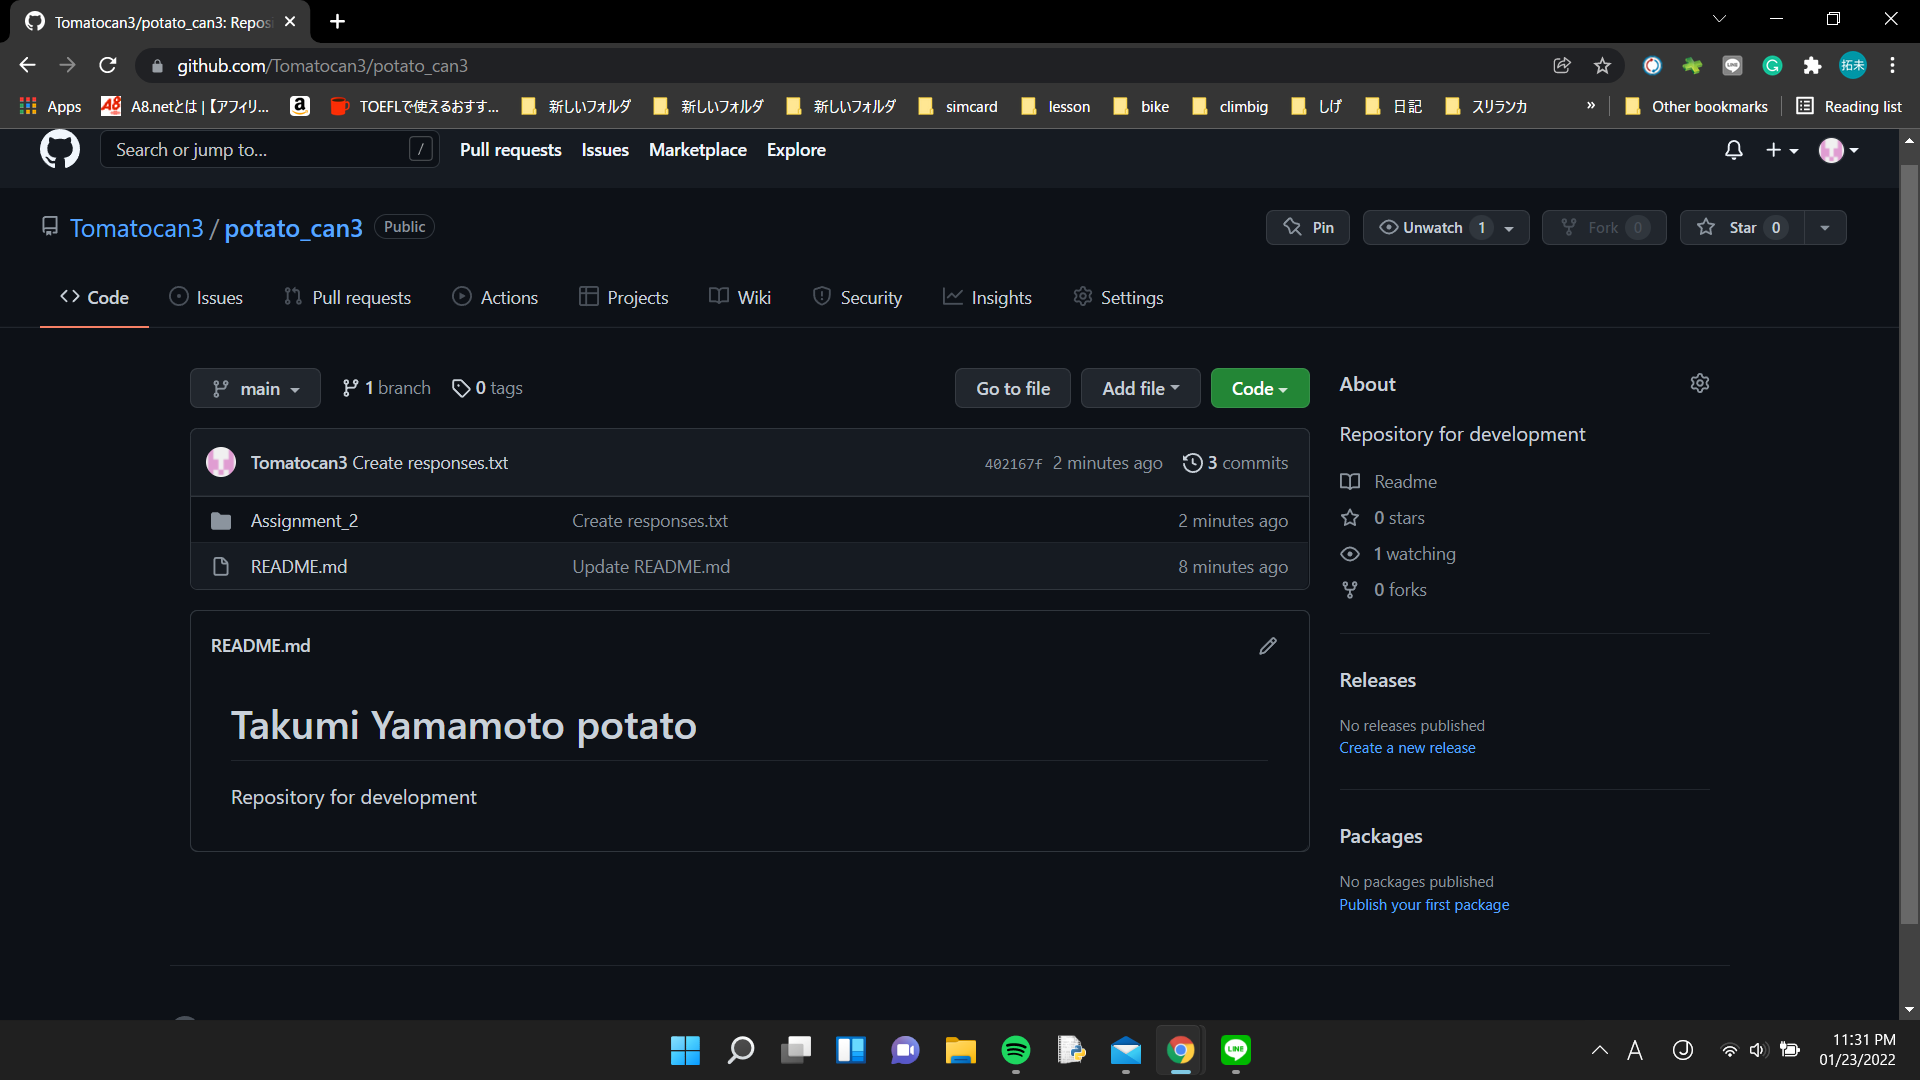 Tomatocan3/potato_can3: Reposi
github.com/Tomatocan3/potato_can3
拓未
Apps
A8.netとは |【アフィリ...
TOEFLで使えるおすす...
新しいフォルダ
新しいフォルダ
新しいフォルダ
simcard
lesson
bike
climbig
しげ
日記
スリランカ
»
Other bookmarks
Reading list
Search or jump to...
/
Pull requests
Issues
Marketplace
Explore
Tomatocan3 / potato_can3
Public
Pin
Unwatch 1
Fork 0
Star 0
Code
Issues
Pull requests
Actions
Projects
Wiki
Security
Insights
Settings
main
1 branch
0 tags
Go to file
Add file
Code
Tomatocan3 Create responses.txt
402167f 2 minutes ago
3 commits
Assignment_2
Create responses.txt
2 minutes ago
README.md
Update README.md
8 minutes ago
README.md
Takumi Yamamoto potato
Repository for development
About
Repository for development
Readme
0 stars
1 watching
0 forks
Releases
No releases published
Create a new release
Packages
No packages published
Publish your first package
LINE
A
J
11:31 PM
01/23/2022